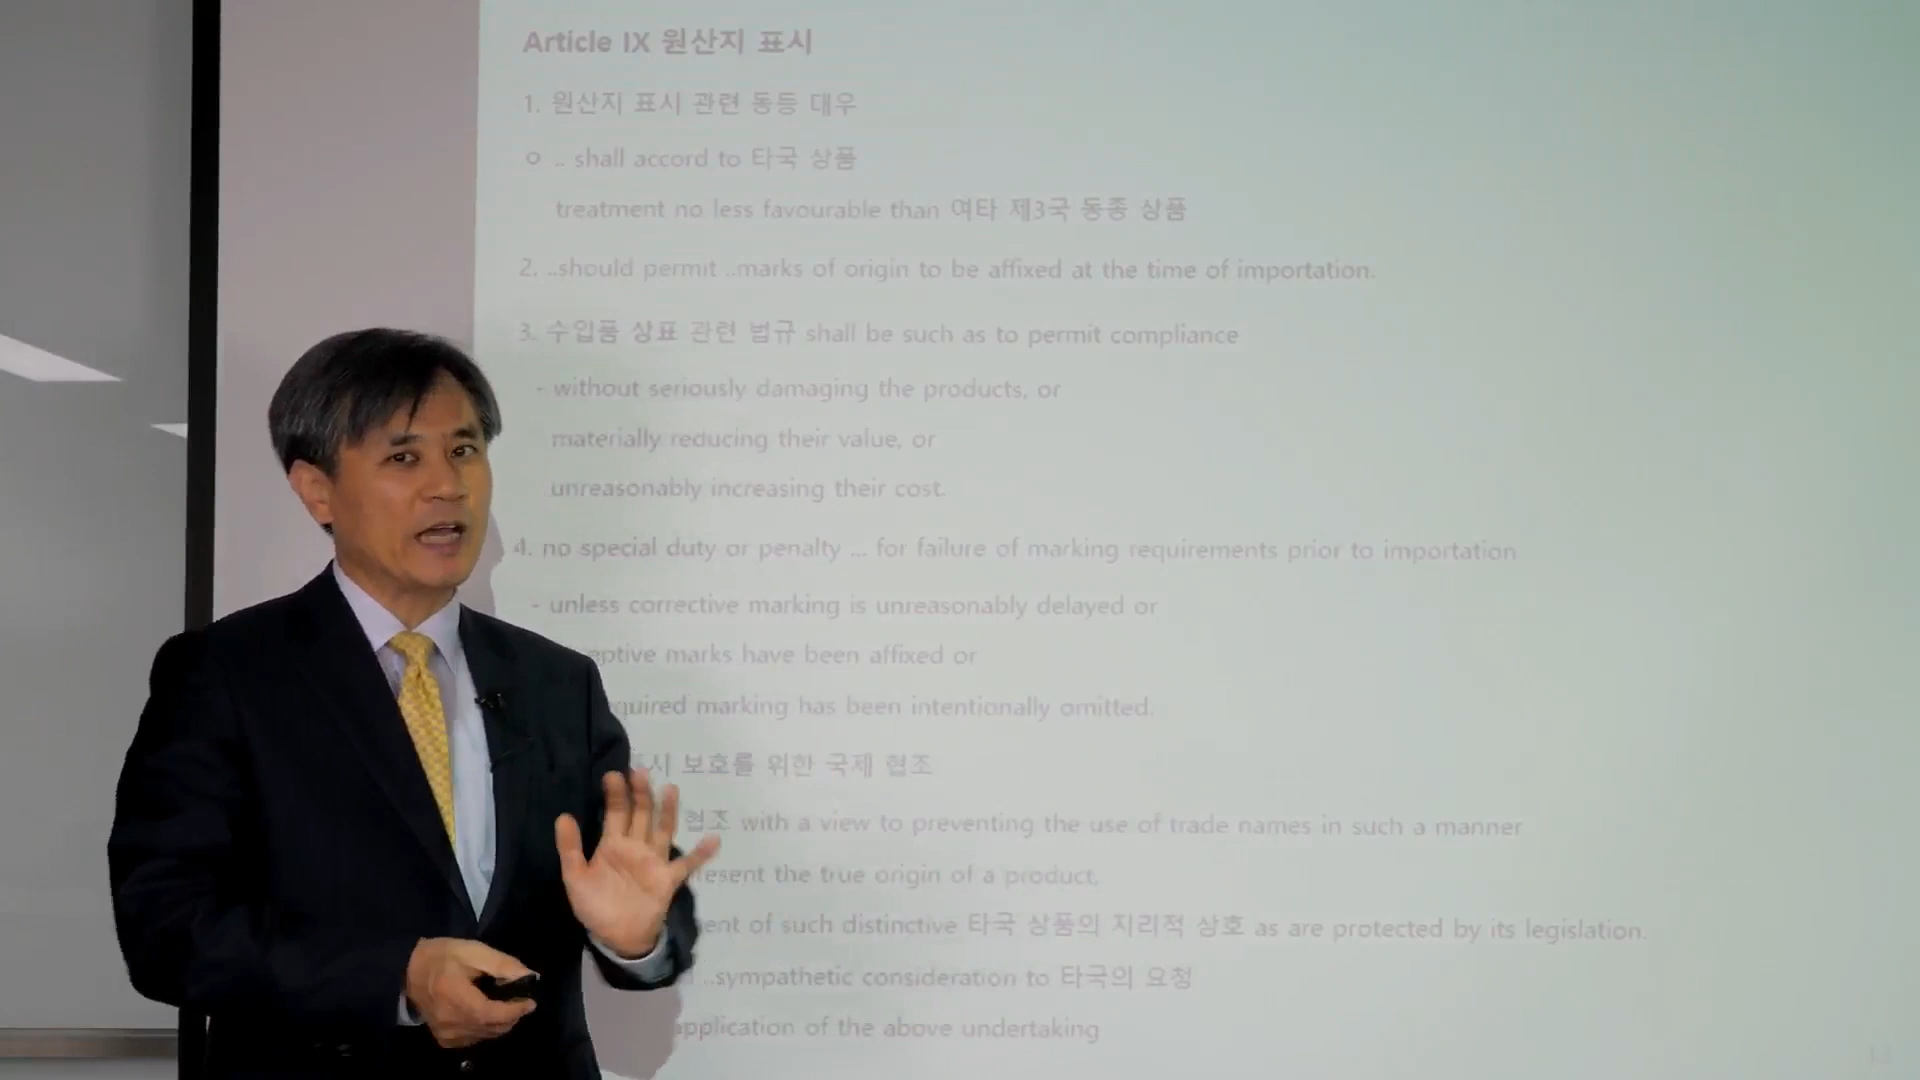 Article IX 원산지 표시
1. 원산지 표시 관련 동등 대우
ㅇ .. shall accord to 타국 상품
treatment no less favourable than 여타 제3국 동종 상품
2. ..should permit ..marks of origin to be affixed at the time of importation.
3. 수입품 상표 관련 법규 shall be such as to permit compliance
- without seriously damaging the products, or
materially reducing their value, or
unreasonably increasing their cost.
4. no special duty or penalty ... for failure of marking requirements prior to importation
- unless corrective marking is unreasonably delayed or
marks have been affixed or
marking has been intentionally omitted.
보호를 위한 국제 협조
협조 with a view to preventing the use of trade names in such a manner
the true origin of a product,
of such distinctive 타국 상품의 지리적 상호 as are protected by its legislation.
..sympathetic consideration to 타국의 요청
application of the above undertaking